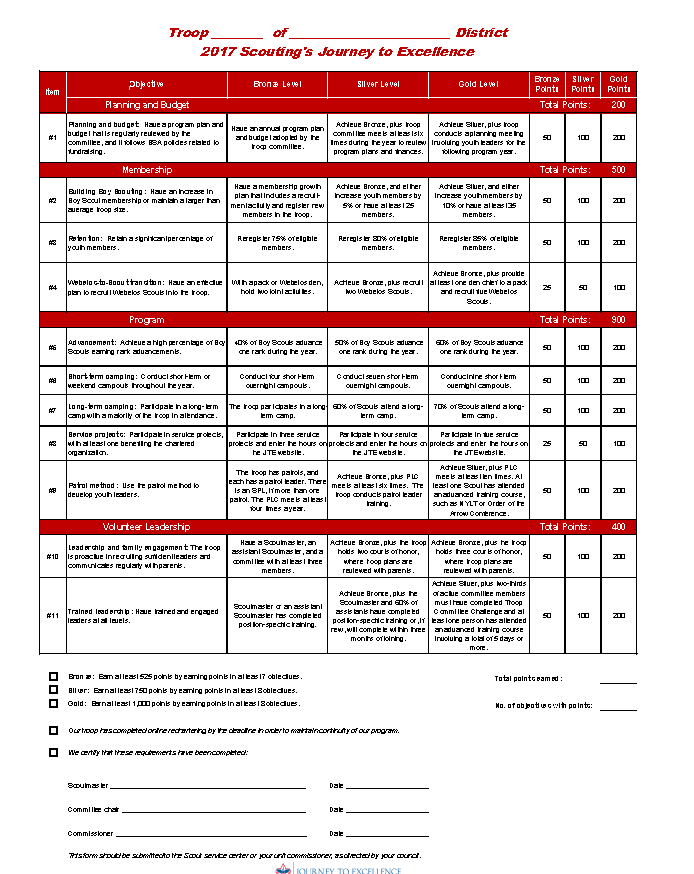 Troop ________ of ______________________ District
2017 Scouting's Journey to Excellence
Item Objective Bronze Level Silver Level Gold Level Bronze Points Silver Points Gold Points
Planning and Budget Total Points: 200
#1 Planning and budget: Have a program plan and budget that is regularly reviewed by the committee, and it follows BSA policies related to fundraising. Have an annual program plan and budget adopted by the troop committee. Achieve Bronze, plus troop committee meets at least six times during the year to review program plans and finances. Achieve Silver, plus troop conducts a planning meeting involving youth leaders for the following program year. 50 100 200
Membership 500
#2 Building Boy Scouting: Have an increase in Boy Scout membership or maintain a larger than average troop size. Have a membership growth plan that includes a recruitment activity and register new members in the troop. Achieve Bronze, and either increase youth members by 5% or have at least 25 members. Achieve Silver, and either increase youth members by 10% or have at least 35 members. 50 100 200
#3 Retention: Retain a significant percentage of youth members. Reregister 75% of eligible members. Reregister 80% of eligible members. Reregister 85% of eligible members. 50 100 200
#4 Webelos-to-Scout transition: Have an effective plan to recruit Webelos Scouts into the troop. With a pack or Webelos den, hold two joint activities. Achieve Bronze, plus recruit two Webelos Scouts. Achieve Bronze, plus provide at least one den chief to a pack and recruit five Webelos Scouts. 25 50 100
Program Total Points: 900
#5 Advancement: Achieve a high percentage of Boy Scouts earning rank advancements. 40% of Boy Scouts advance one rank during the year. 50% of Boy Scouts advance one rank during the year. 60% of Boy Scouts advance one rank during the year. 50 100 200
#6 Short-term camping: Conduct short-term or weekend campouts throughout the year. Conduct four short-term overnight campouts. Conduct seven short-term overnight campouts. Conduct nine short-term overnight campouts. 50 100 200
#7 Long-term camping: Participate in a long-term camp with a majority of the troop in attendance. The troop participates in a long-term camp. 60% of Scouts attend a long-term camp. 70% of Scouts attend a long-term camp. 50 100 200
#8 Service projects: Participate in service projects, with at least one benefiting the chartered organization. Participate in three service projects and enter the hours on the JTE website. Participate in four service projects and enter the hours on the JTE website. Participate in five service projects and enter the hours on the JTE website. 25 50 100
#9 Patrol method: Use the patrol method to develop youth leaders. The troop has patrols, and each has a patrol leader. There is an SPL, if more than one patrol. The PLC meets at least four times a year. Achieve Bronze, plus PLC meets at least six times. The troop conducts patrol leader training. Achieve Silver, plus PLC meets at least ten times. At least one Scout has attended an advanced training course, such as NYLT or Order of the Arrow Conference. 50 100 200
Volunteer Leadership Total Points: 400
#10 Leadership and family engagement: The troop is proactive in recruiting sufficient leaders and communicates regularly with parents. Have a Scoutmaster, an assistant Scoutmaster, and a committee with at least three members. Achieve Bronze, plus the troop holds two courts of honor, where troop plans are reviewed with parents. Achieve Bronze, plus the troop holds three courts of honor, where troop plans are reviewed with parents. 50 100 200
#11 Trained leadership: Have trained and engaged leaders at all levels. Scoutmaster or an assistant Scoutmaster has completed position-specific training. Achieve Bronze, plus the Scoutmaster and 60% of assistants have completed position-specific training or, if new, will complete within three months of joining. Achieve Silver, plus two-thirds of active committee members must have completed Troop Committee Challenge and at least one person has attended an advanced training course involving a total of 5 days or more. 50 100 200
Bronze: Earn at least 525 points by earning points in at least 7 objectives.
Total points earned: ________
Silver: Earn at least 750 points by earning points in at least 8 objectives.
Gold: Earn at least 1,000 points by earning points in at least 8 objectives.
No. of objectives with points: ________
Our troop has completed online rechartering by the deadline in order to maintain continuity of our program.
We certify that these requirements have been completed:
Scoutmaster ________ Date ________
Committee chair ________ Date ________
Commissioner ________ Date ________
This form should be submitted to the Scout service center or your unit commissioner, as directed by your council.
JOURNEY TO EXCELLENCE